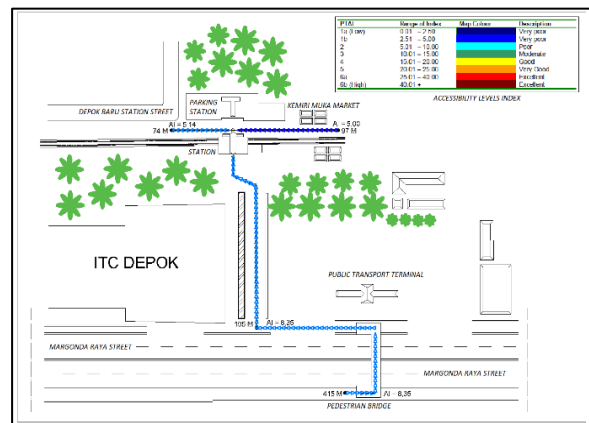 PTAL Range of Index Map Colour Description
1a (Low) 0.01 – 2.50 Very poor
1b 2.51 – 5.00 Very poor
2 5.01 – 10.00 Poor
3 10.01 – 15.00 Moderate
4 15.01 – 20.00 Good
5 20.01 – 25.00 Very Good
6a 25.01 – 40.00 Excellent
6b (High) 40.01 + Excellent
ACCESSIBILITY LEVELS INDEX
DEPOK BARU STATION STREET
PARKING
STATION
KEMIRI MUKA MARKET
AI = 5.14
74 M
AI = 5.00
97 M
STATION
ITC DEPOK
PUBLIC TRANSPORT TERMINAL
105 M
AI = 8,25
MARGONDA RAYA STREET
MARGONDA RAYA STREET
415 M
AI = 8,35
PEDESTRIAN BRIDGE